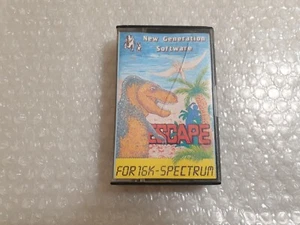 New Generation
Software
ESCAPE
FOR 16K-SPECTRUM